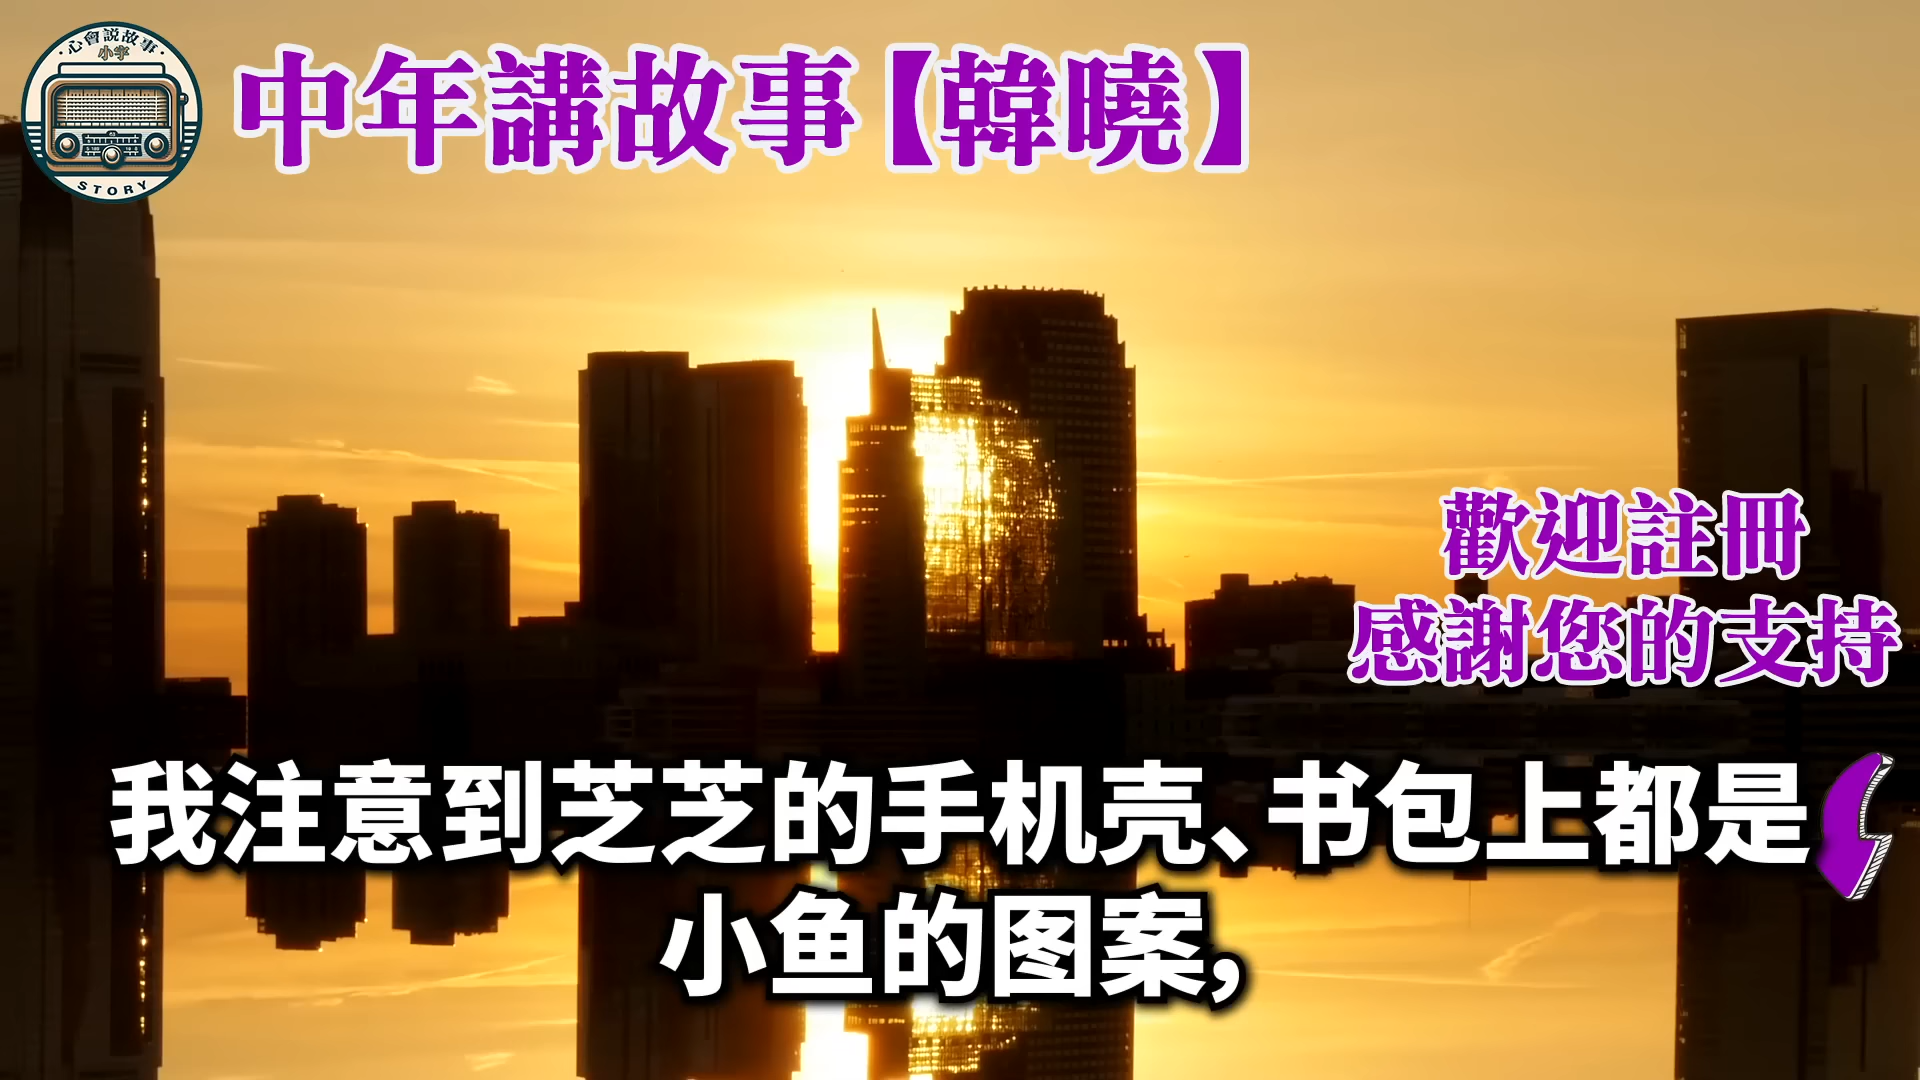 心會説故事
小宇
STORY
中年講故事【韓曉】
歡迎註冊
感謝您的支持
我注意到芝芝的手机壳、书包上都是
小鱼的图案,